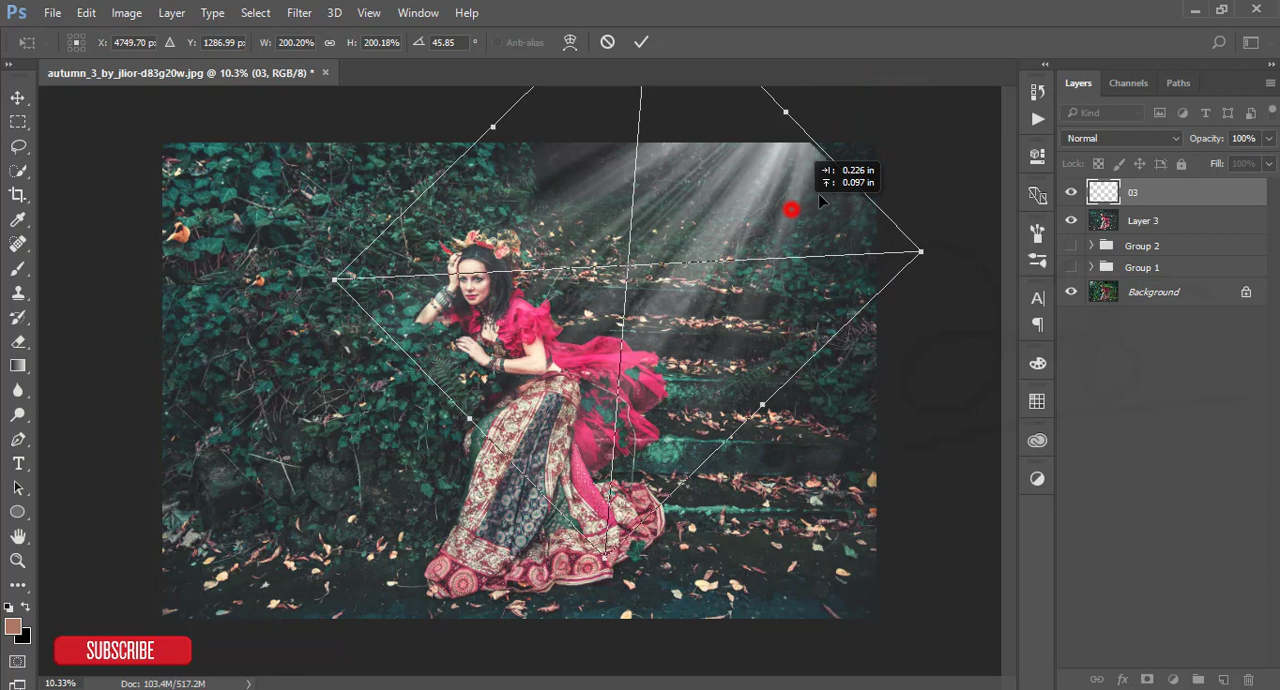 Ps File Edit Image Layer Type Select Filter 3D View Window Help
X: 4749.70 px Y: 1286.99 px W: 200.20% H: 200.18% 45.85 ° Anti-alias
autumn_3_by_jlior-d83g20w.jpg @ 10.3% (03, RGB/8) * ×
Layers Channels Paths
Kind
Normal Opacity: 100%
Lock: Fill: 100%
0.226 in
0.097 in
03
Layer 3
Group 2
Group 1
Background
SUBSCRIBE
10.33% Doc: 103.4M/517.2M